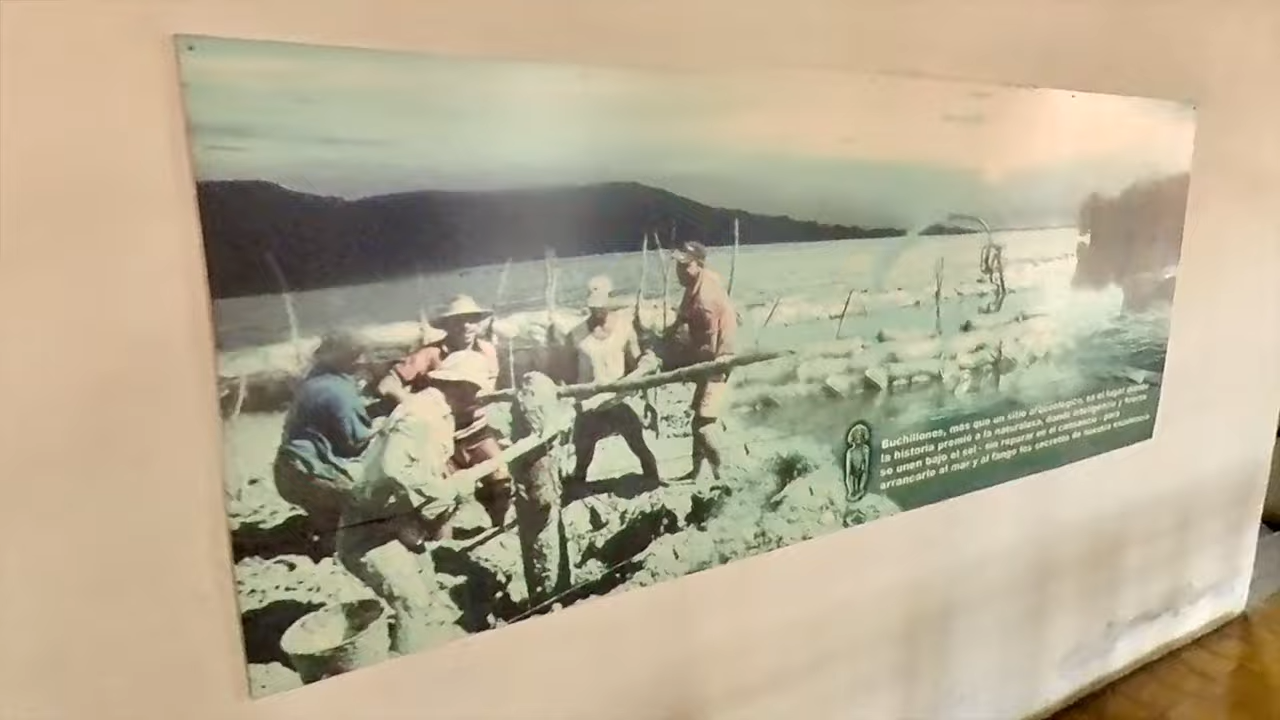 Buchillones, más que un sitio arqueológico, es el lugar donde
la historia premió a la naturaleza, donde inteligencia y fuerza
se unen bajo el sol - sin reparar en el cansancio - para
arrancarle al mar y al fango los secretos de nuestra